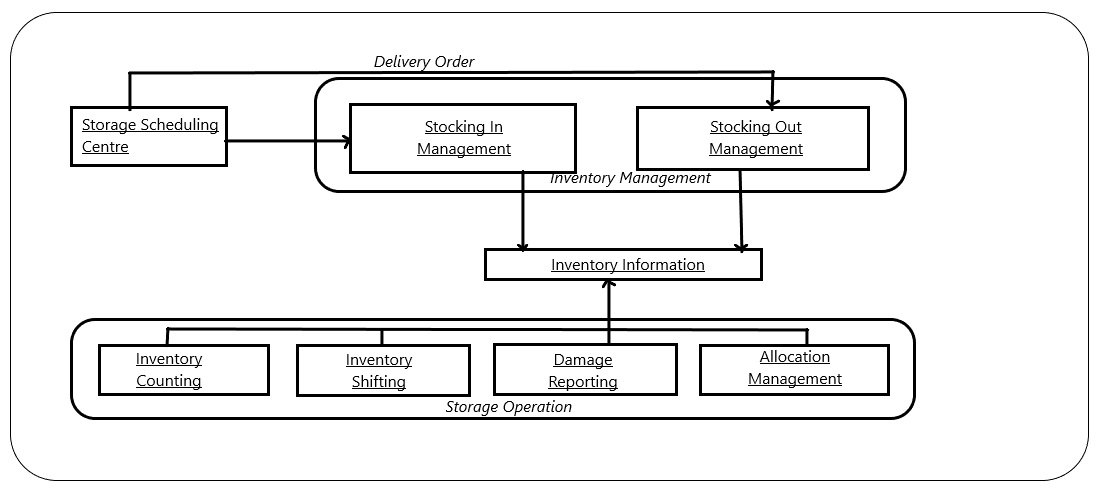 Delivery Order
Storage Scheduling
Centre
Stocking In
Management
Stocking Out
Management
Inventory Management
Inventory Information
Inventory
Counting
Inventory
Shifting
Damage
Reporting
Allocation
Management
Storage Operation